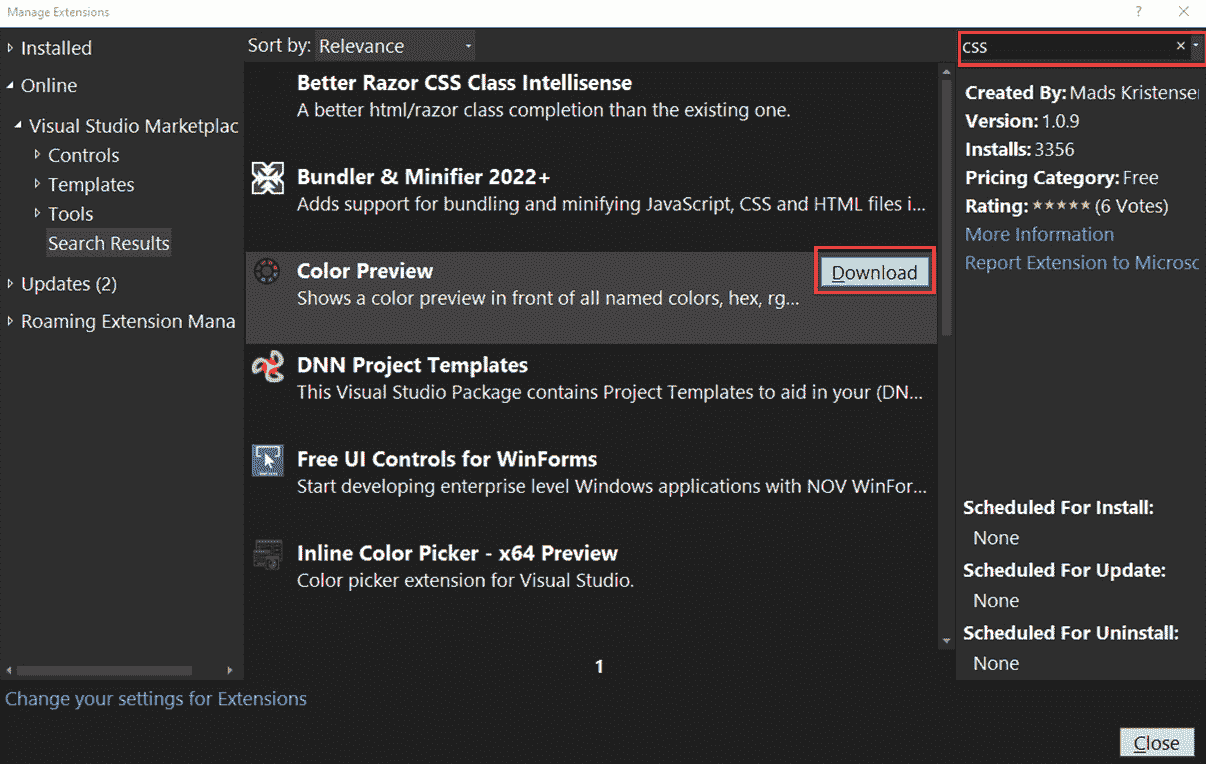 Manage Extensions
?
Installed
Online
Visual Studio Marketplac
Controls
Templates
Tools
Search Results
Updates (2)
Roaming Extension Mana
Sort by: Relevance
Better Razor CSS Class Intellisense
A better html/razor class completion than the existing one.
Bundler & Minifier 2022+
Adds support for bundling and minifying JavaScript, CSS and HTML files i...
Color Preview
Download
Shows a color preview in front of all named colors, hex, rg...
DNN Project Templates
This Visual Studio Package contains Project Templates to aid in your (DN...
Free UI Controls for WinForms
Start developing enterprise level Windows applications with NOV WinFor...
Inline Color Picker - x64 Preview
Color picker extension for Visual Studio.
1
css
Created By: Mads Kristensen
Version: 1.0.9
Installs: 3356
Pricing Category: Free
Rating: ★★★★★ (6 Votes)
More Information
Report Extension to Microsc
Scheduled For Install:
None
Scheduled For Update:
None
Scheduled For Uninstall:
None
Change your settings for Extensions
Close